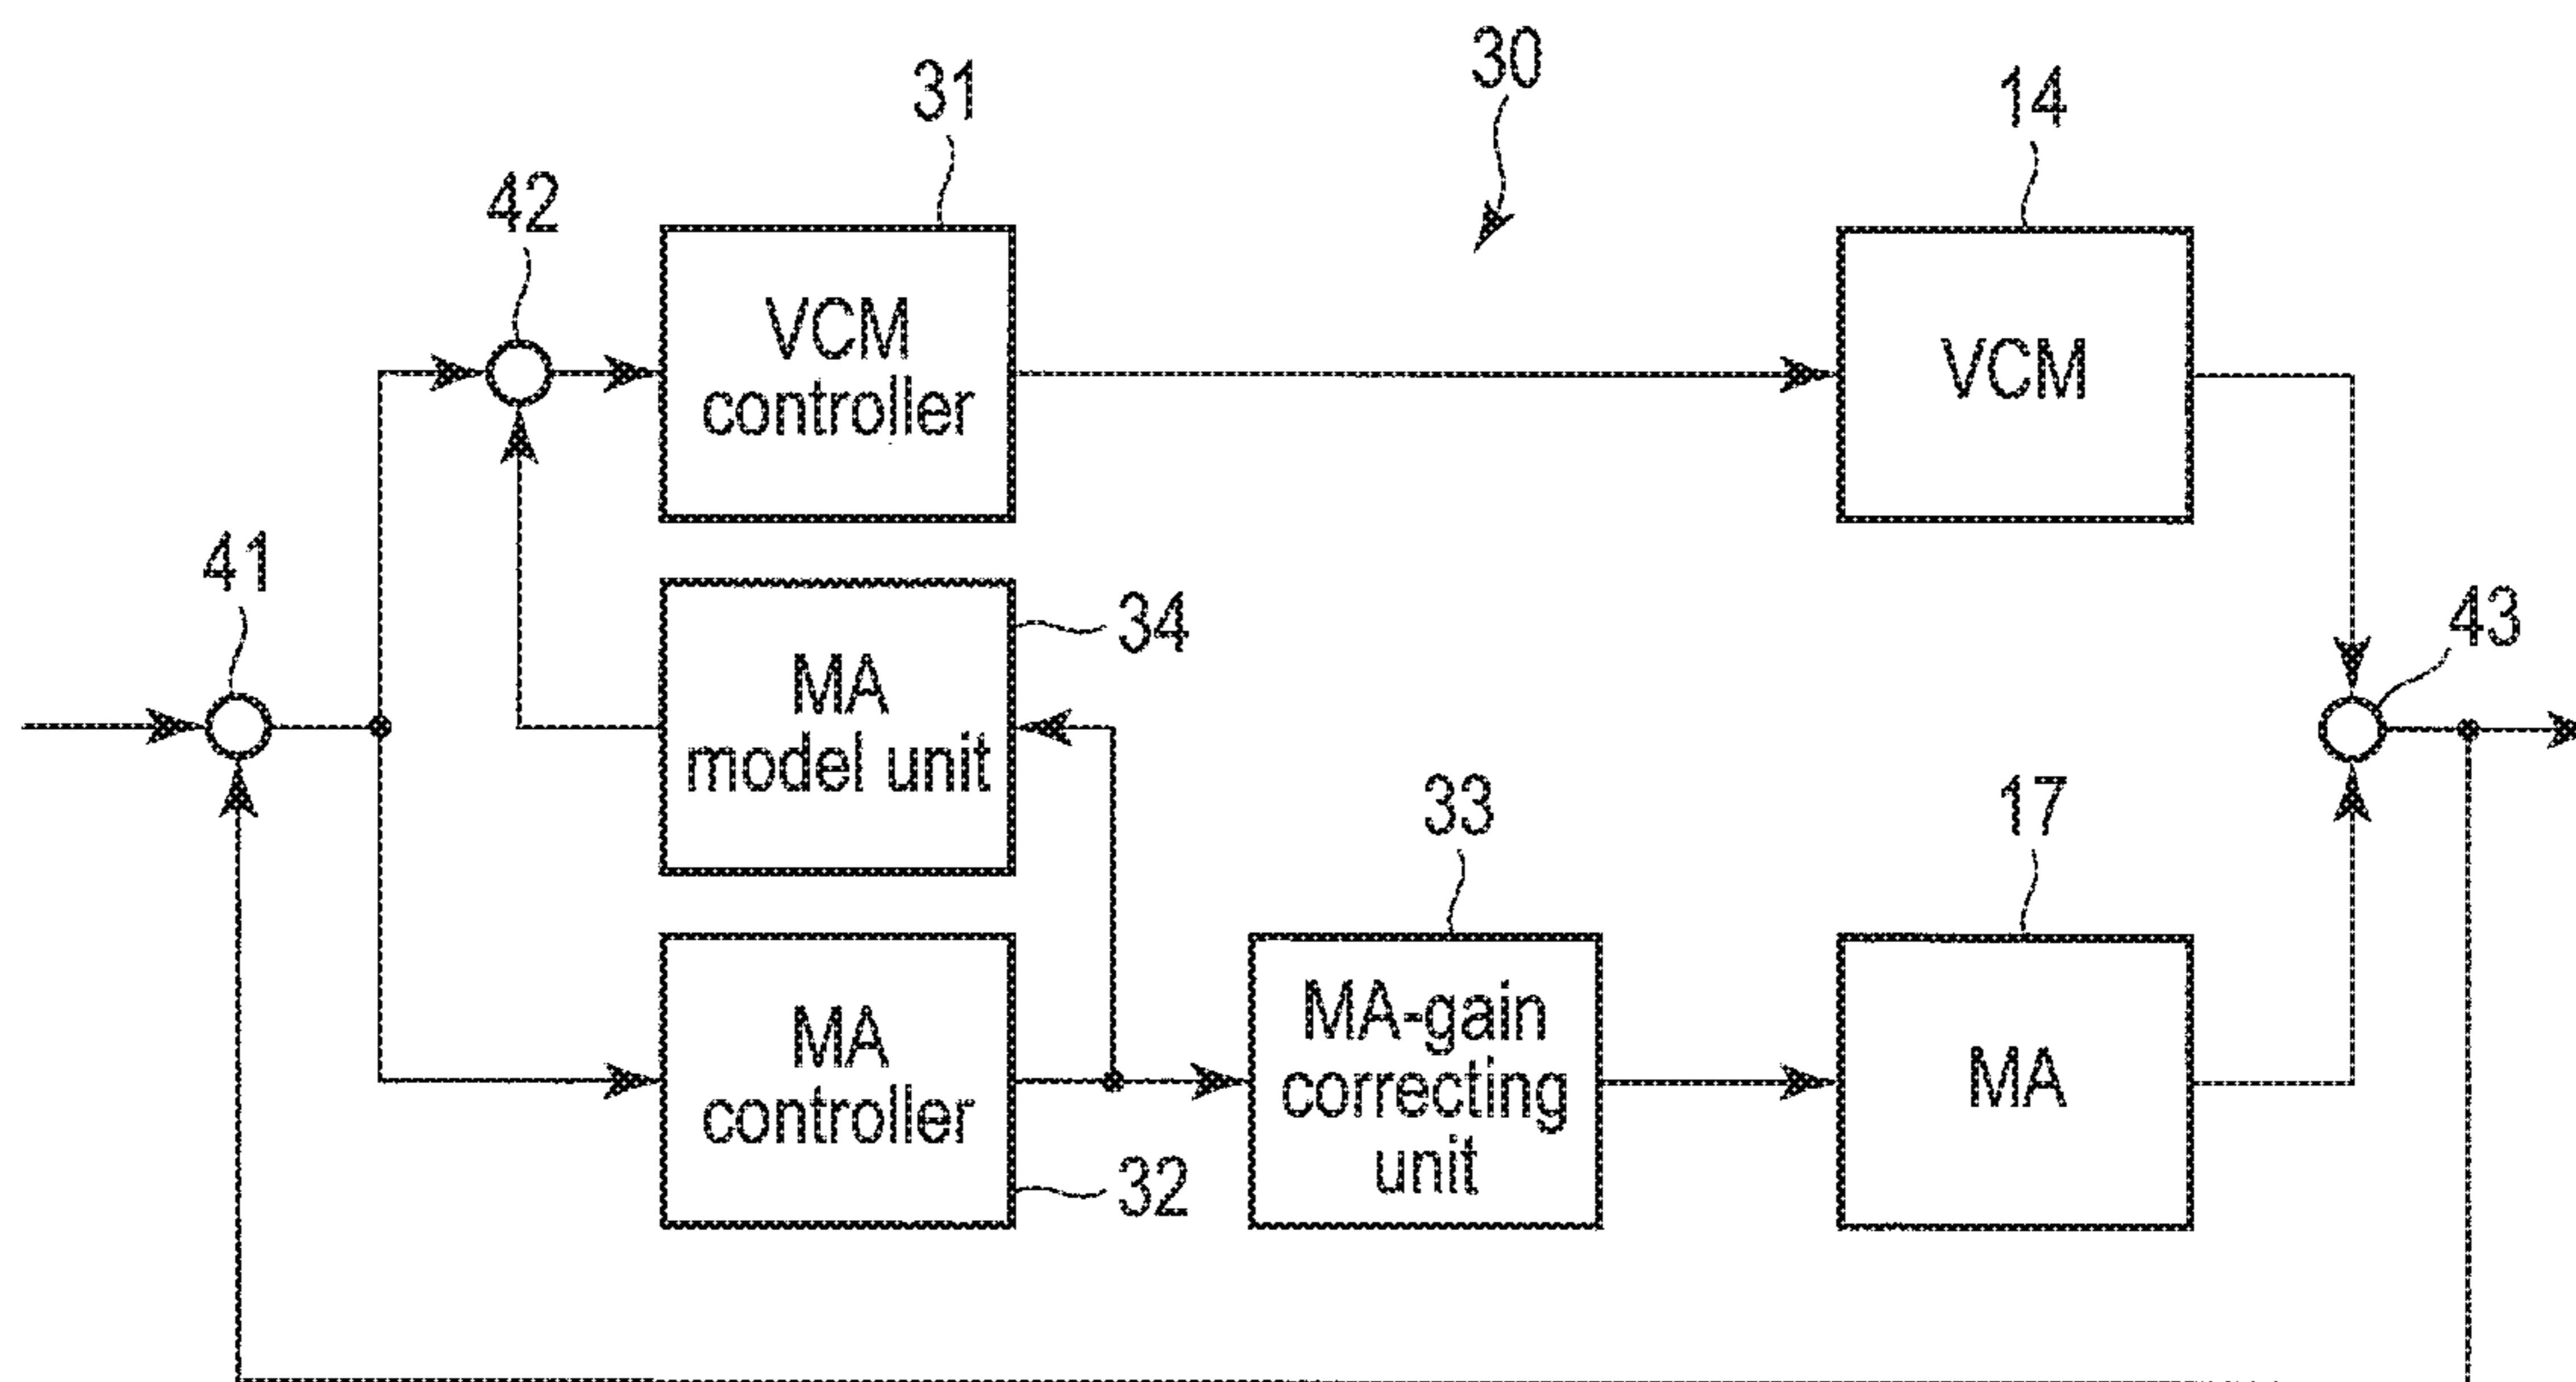 30
31
14
42
VCM
controller
VCM
41
34
43
MA
model unit
33
17
MA
controller
MA-gain
correcting
unit
MA
32